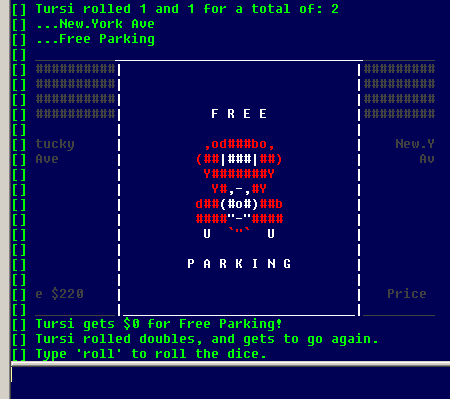 [] Tursi rolled 1 and 1 for a total of: 2
[] ...New.York Ave
[] ...Free Parking
[]
[] ########## ##########
[] ########## ##########
[] ########## ##########
[] ########## F R E E ##########
[]
[] tucky ,od###bo, New.Y
[] Ave (##|###|##) Av
[] Y#######Y
[] Y#,-,#Y
[] d##(#o#)##b
[] ####"-"####
[] U `"` U
[]
[] P A R K I N G
[]
[] e $220 Price
[]
[] Tursi gets $0 for Free Parking!
[] Tursi rolled doubles, and gets to go again.
[] Type 'roll' to roll the dice.